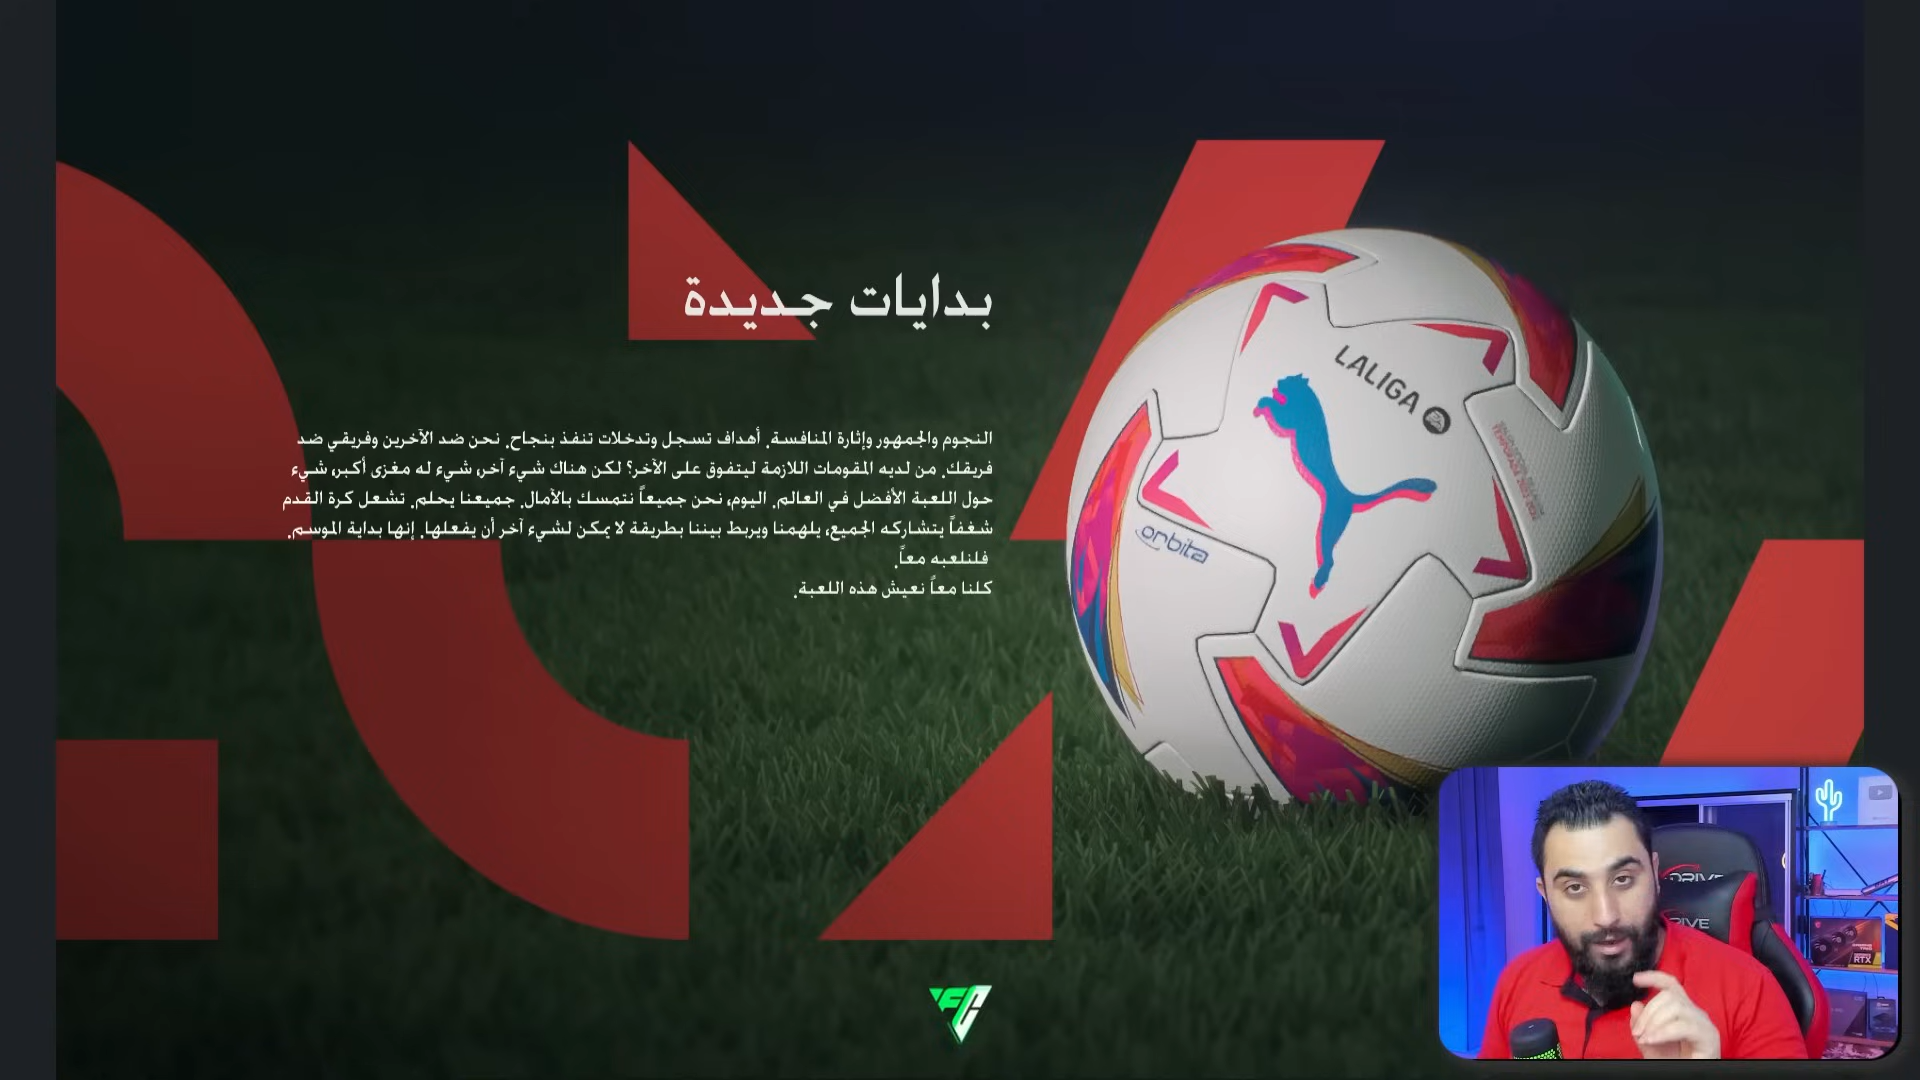 بدايات جديدة
النجوم والجمهور وإثارة المنافسة. أهداف تسجل وتدخلات تنفذ بنجاح. نحن ضد الآخرين وفريقي ضد
فريقك. من لديه المقومات اللازمة ليتفوق على الآخر؟ لكن هناك شيء آخر، شيء له مغزى أكبر، شيء
حول اللعبة الأفضل في العالم. اليوم، نحن جميعاً نتمسك بالآمال. جميعنا يحلم. تشعل كرة القدم
شغفاً يتشاركه الجميع، يلهمنا ويربط بيننا بطريقة لا يمكن لشيء آخر أن يفعلها. إنها بداية الموسم.
فلنلعبه معاً.
كلنا معاً نعيش هذه اللعبة.
LALIGA
orbita
FC
DRIVE
RTX